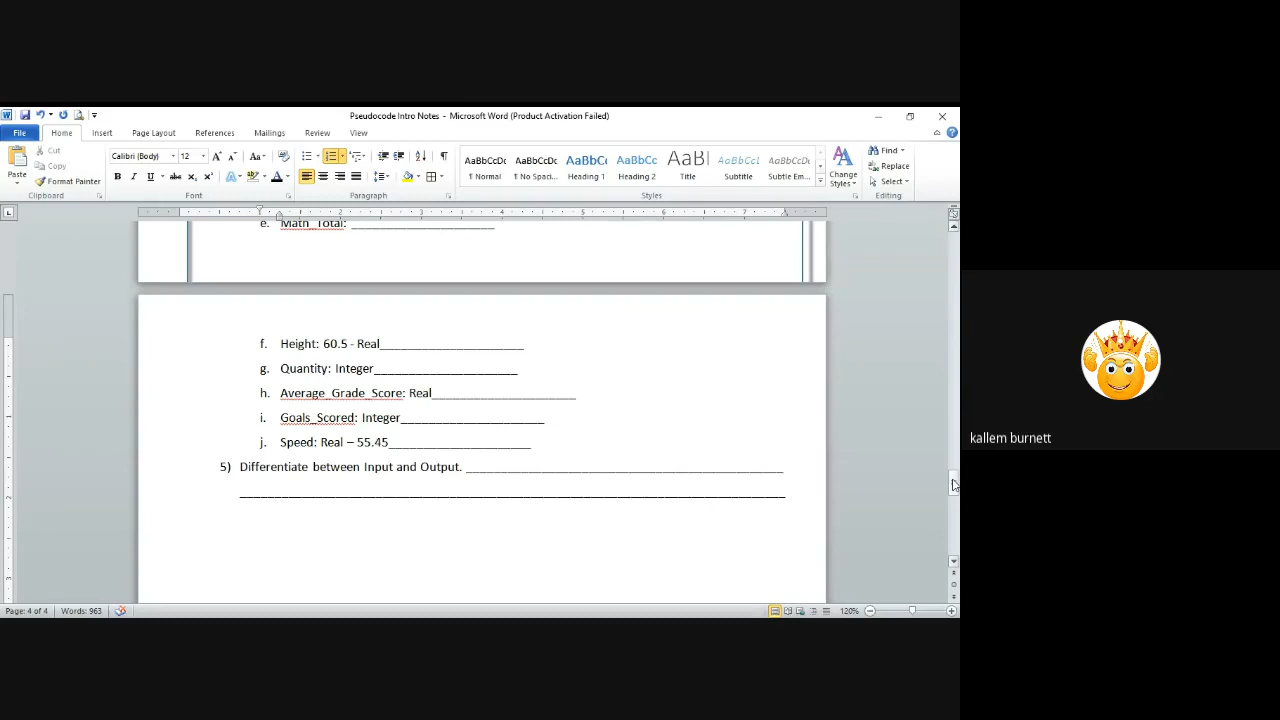 Pseudocode Intro Notes - Microsoft Word (Product Activation Failed)
File Home Insert Page Layout References Mailings Review View
Cut
Copy
Format Painter
Paste
Clipboard
Calibri (Body) 12
Font
Paragraph
AaBbCcDc AaBbCcDc AaBbCc AaBbCc AaBl AaBbCcl AaBbCcDc
¶ Normal ¶ No Spaci... Heading 1 Heading 2 Title Subtitle Subtle Em...
Change Styles
Styles
Find
Replace
Select
Editing
e. Math_Total: ____________________
f. Height: 60.5 - Real____________________
g. Quantity: Integer____________________
h. Average_Grade_Score: Real____________________
i. Goals_Scored: Integer____________________
j. Speed: Real – 55.45____________________
5) Differentiate between Input and Output. ____________________________________________
kallem burnett
Page: 4 of 4 Words: 963 120%